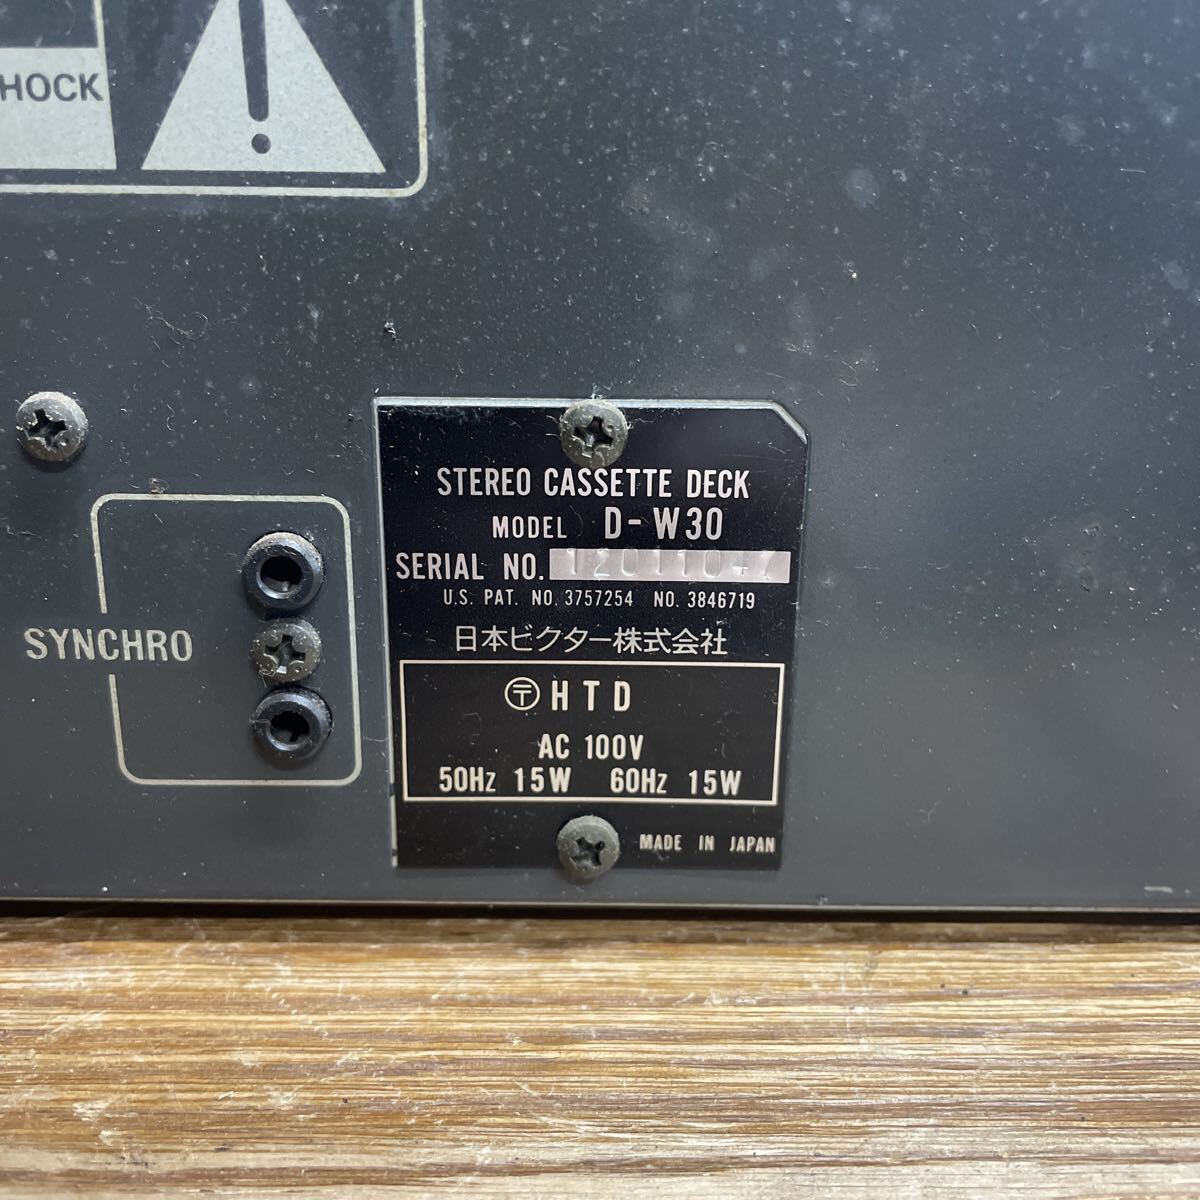 HOCK
STEREO CASSETTE DECK
MODEL D-W30
SERIAL NO. 12011047
U.S. PAT. NO. 3757254 NO. 3846719
日本ビクター株式会社
〶 HTD
AC 100V
50Hz 15W 60Hz 15W
MADE IN JAPAN
SYNCHRO